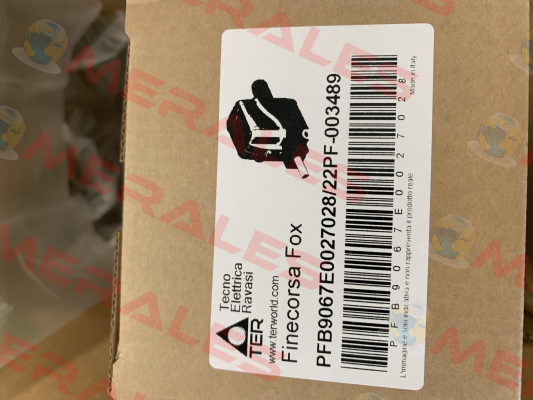 Tecno
Elettrica
Ravasi
TER
www.terworld.com
Finecorsa Fox
PFB9067E0027028/22PF-003489
PFB9067E0027028
Made in Italy
L'immagine è solo indicativa e non rappresenta il prodotto reale
MERALES